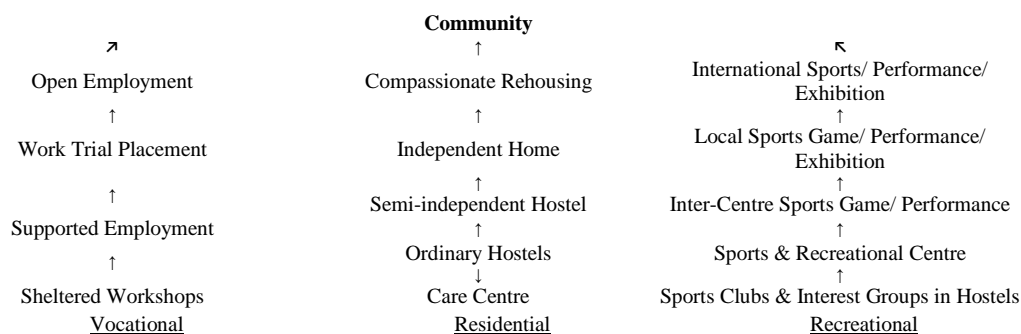 Community
↗ ↑ ↖
Open Employment Compassionate Rehousing International Sports/ Performance/
Exhibition
↑ ↑ ↑
Work Trial Placement Independent Home Local Sports Game/ Performance/
Exhibition
↑ ↑ ↑
Supported Employment Semi-independent Hostel Inter-Centre Sports Game/ Performance
↑ ↑ ↑
Ordinary Hostels Sports & Recreational Centre
↑ ↓ ↑
Sheltered Workshops Care Centre Sports Clubs & Interest Groups in Hostels
Vocational Residential Recreational